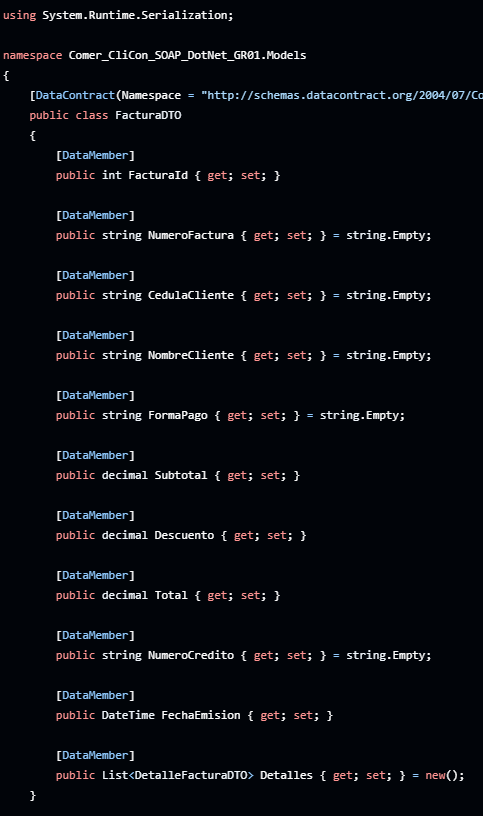 using System.Runtime.Serialization;
namespace Comer_CliCon_SOAP_DotNet_GR01.Models
{
[DataContract(Namespace = "http://schemas.datacontract.org/2004/07/Co
public class FacturaDTO
{
[DataMember]
public int FacturaId { get; set; }
[DataMember]
public string NumeroFactura { get; set; } = string.Empty;
[DataMember]
public string CedulaCliente { get; set; } = string.Empty;
[DataMember]
public string NombreCliente { get; set; } = string.Empty;
[DataMember]
public string FormaPago { get; set; } = string.Empty;
[DataMember]
public decimal Subtotal { get; set; }
[DataMember]
public decimal Descuento { get; set; }
[DataMember]
public decimal Total { get; set; }
[DataMember]
public string NumeroCredito { get; set; } = string.Empty;
[DataMember]
public DateTime FechaEmision { get; set; }
[DataMember]
public List<DetalleFacturaDTO> Detalles { get; set; } = new();
}